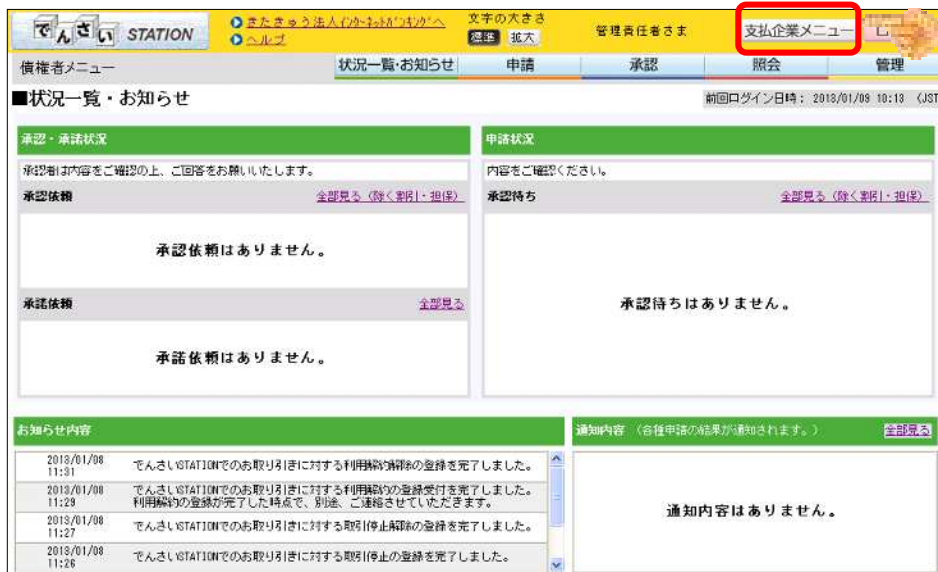 でんさい STATION
きたきゅう法人インターネットバンキングへ
ヘルプ
文字の大きさ
標準 拡大
管理責任者さま
支払企業メニュー
債権者メニュー
状況一覧・お知らせ 申請 承認 照会 管理
■状況一覧・お知らせ
前回ログイン日時： 2013/01/09 10:13 (JST
承認・承諾状況
承認者は内容をご確認の上、ご回答をお願いいたします。
承認依頼 全部見る（除く割引・担保）
承認依頼はありません。
承諾依頼 全部見る
承諾依頼はありません。
申請状況
内容をご確認ください。
承認待ち 全部見る（除く割引・担保）
承認待ちはありません。
お知らせ内容
2013/01/08 11:31 でんさいSTATIONでのお取り引きに対する利用解約解除の登録を完了しました。
2013/01/08 11:29 でんさいSTATIONでのお取り引きに対する利用解約の登録受付を完了しました。
利用解約の登録が完了した時点で、別途、ご連絡させていただきます。
2013/01/08 11:27 でんさいSTATIONでのお取り引きに対する取引停止解除の登録を完了しました。
2013/01/08 11:26 でんさいSTATIONでのお取り引きに対する取引停止の登録を完了しました。
通知内容 （各種申請の結果が通知されます。） 全部見る
通知内容はありません。